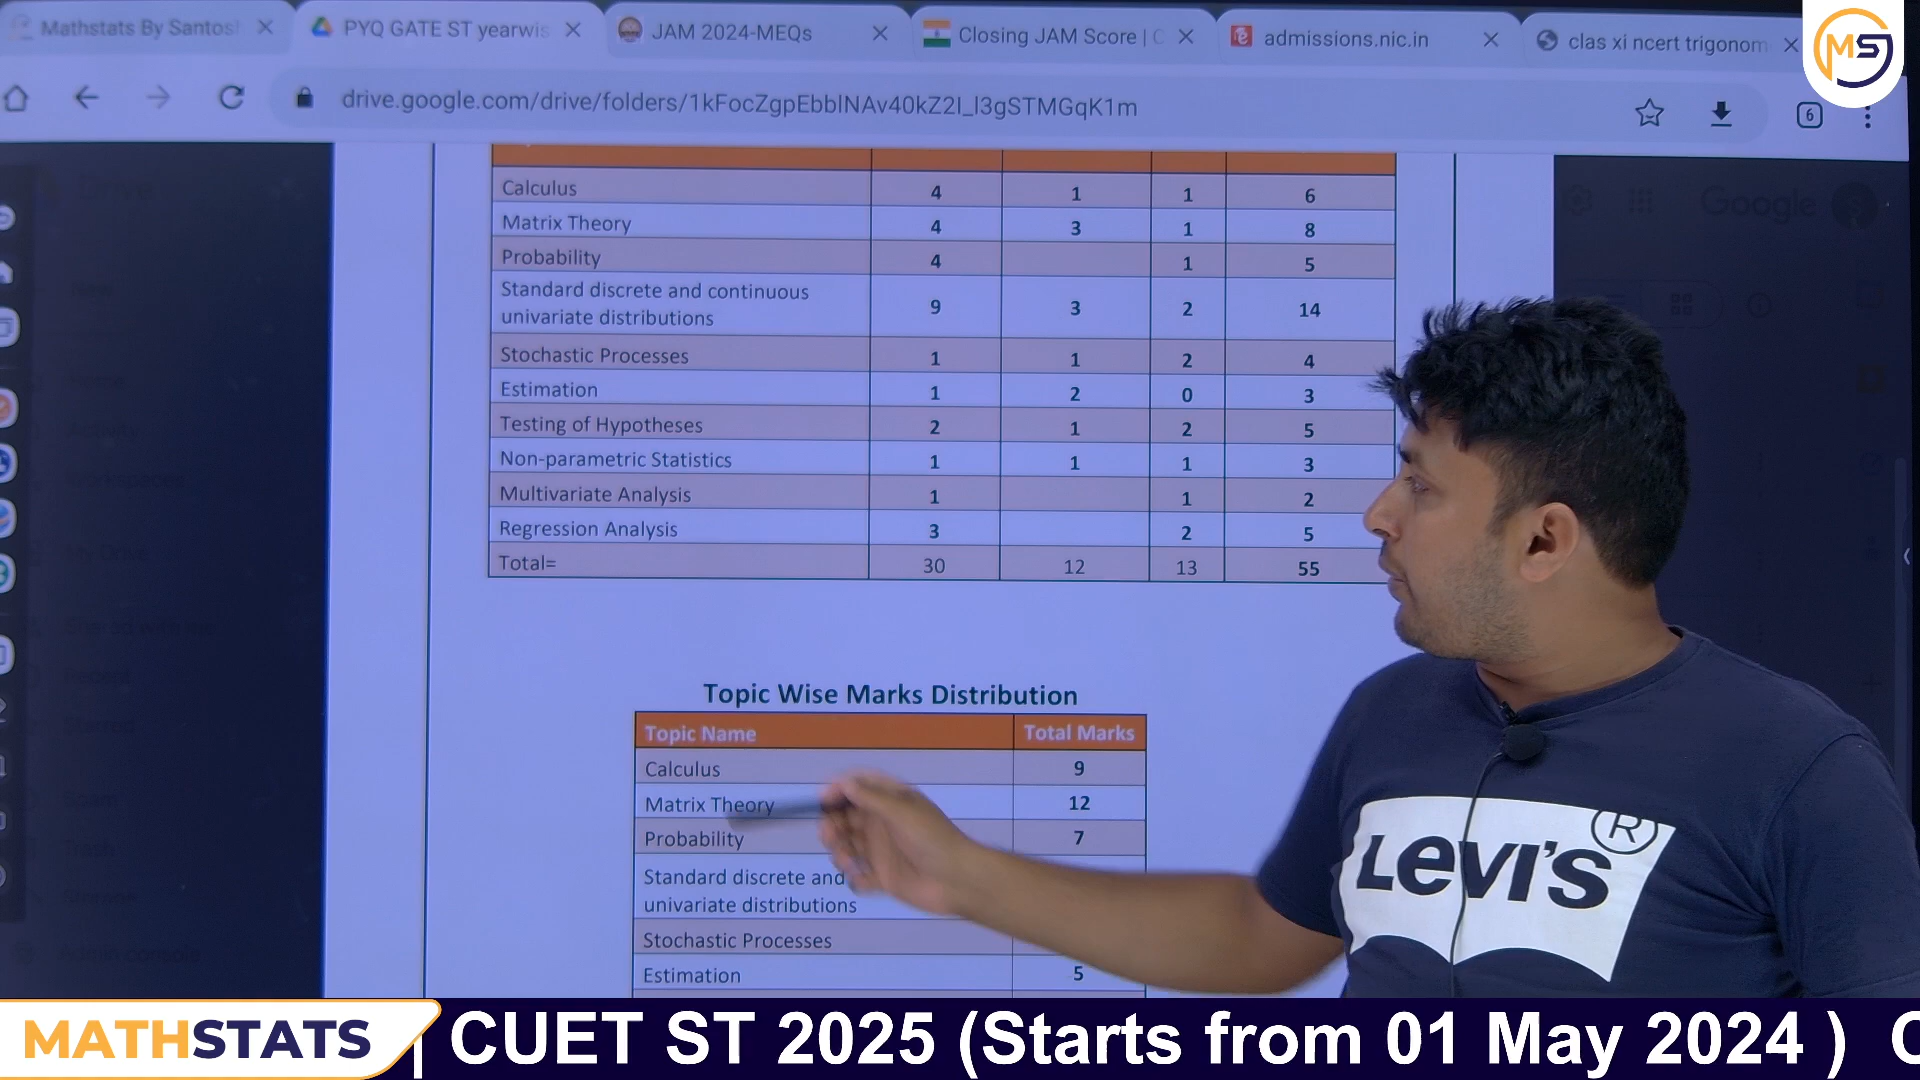 Mathstats By Santosh
PYQ GATE ST yearwis
JAM 2024-MEQs
Closing JAM Score | C
admissions.nic.in
clas xi ncert trigonom
MS
drive.google.com/drive/folders/1kFocZgpEbblNAv40kZ2I_l3gSTMGqK1m
6
Drive
Google
Calculus 4 1 1 6
Matrix Theory 4 3 1 8
Probability 4 1 5
Standard discrete and continuous
univariate distributions 9 3 2 14
Stochastic Processes 1 1 2 4
Estimation 1 2 0 3
Testing of Hypotheses 2 1 2 5
Non-parametric Statistics 1 1 1 3
Multivariate Analysis 1 1 2
Regression Analysis 3 2 5
Total= 30 12 13 55
Topic Wise Marks Distribution
Topic Name Total Marks
Calculus 9
Matrix Theory 12
Probability 7
Standard discrete and
univariate distributions
Stochastic Processes
Estimation 5
LEVI'S
R
MATHSTATS | CUET ST 2025 (Starts from 01 May 2024 )